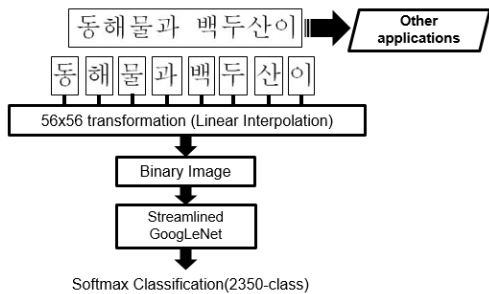 동해물과 백두산이
Other
applications
동 해 물 과 백 두 산 이
56x56 transformation (Linear Interpolation)
Binary Image
Streamlined
GoogLeNet
Softmax Classification(2350-class)